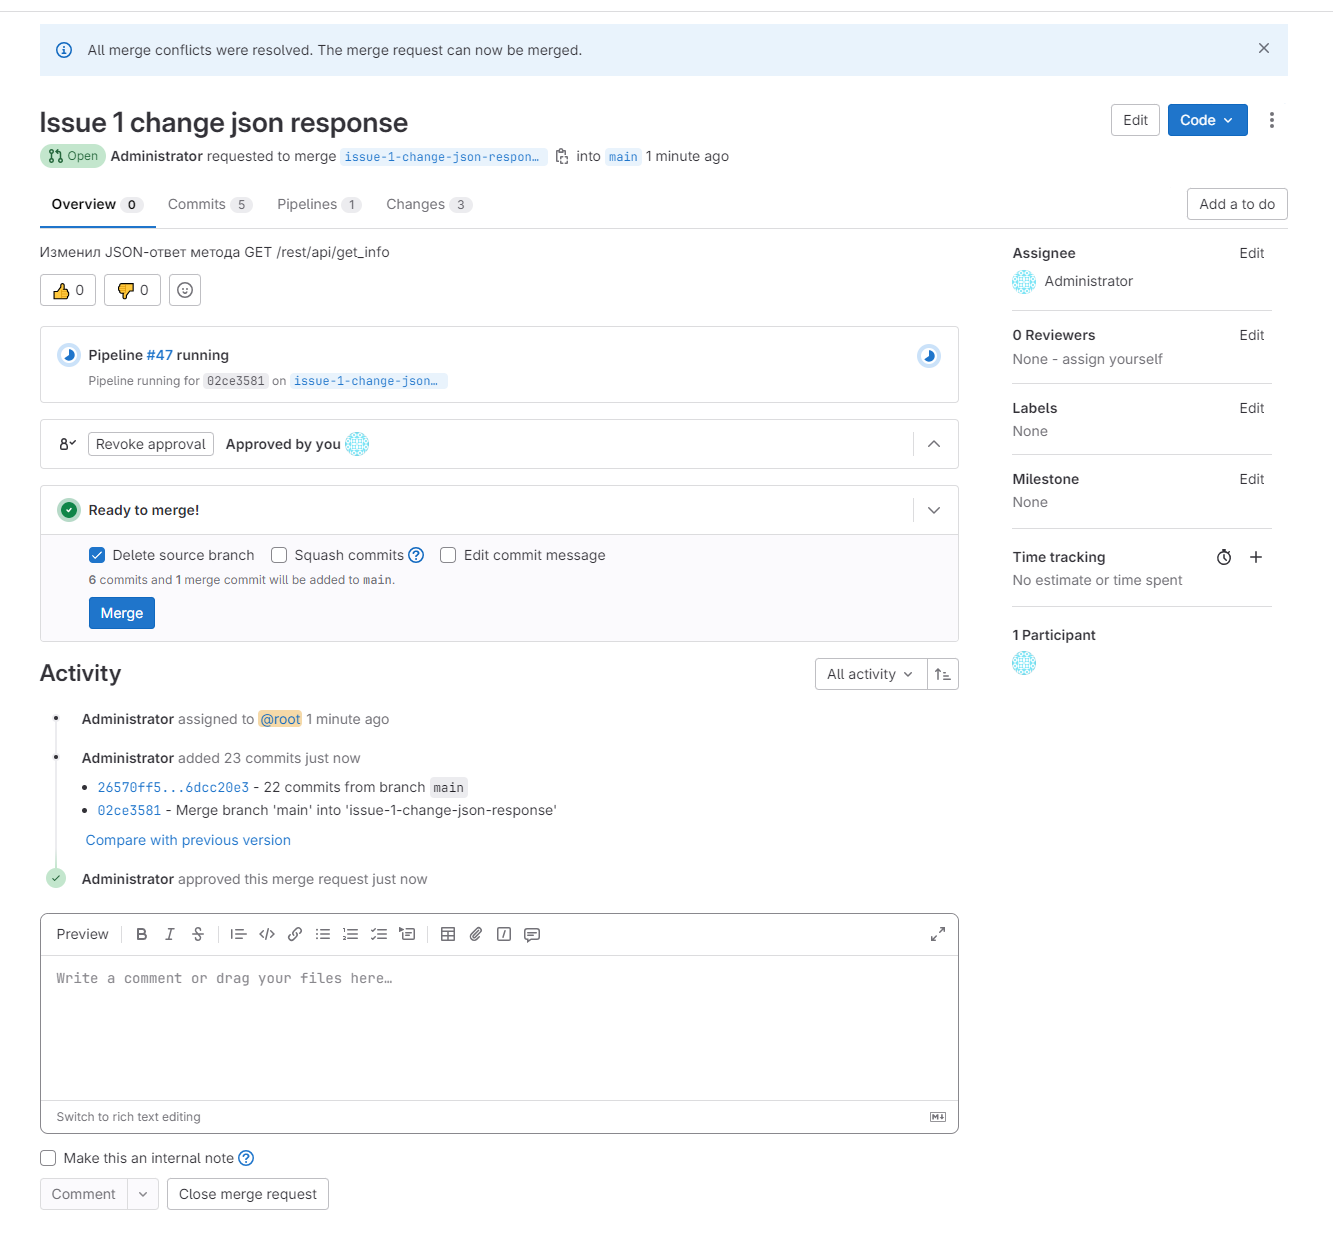 All merge conflicts were resolved. The merge request can now be merged.
Issue 1 change json response
Edit
Code
Open Administrator requested to merge issue-1-change-json-respon… into main 1 minute ago
Overview 0 Commits 5 Pipelines 1 Changes 3
Add a to do
Изменил JSON-ответ метода GET /rest/api/get_info
0
0
Pipeline #47 running
Pipeline running for 02ce3581 on issue-1-change-json…
Revoke approval Approved by you
Ready to merge!
Delete source branch Squash commits Edit commit message
6 commits and 1 merge commit will be added to main.
Merge
Activity
All activity
Administrator assigned to @root 1 minute ago
Administrator added 23 commits just now
26570ff5...6dcc20e3 - 22 commits from branch main
02ce3581 - Merge branch 'main' into 'issue-1-change-json-response'
Compare with previous version
Administrator approved this merge request just now
Preview
Write a comment or drag your files here…
Switch to rich text editing
Make this an internal note
Comment
Close merge request
Assignee Edit
Administrator
0 Reviewers Edit
None - assign yourself
Labels Edit
None
Milestone Edit
None
Time tracking
No estimate or time spent
1 Participant